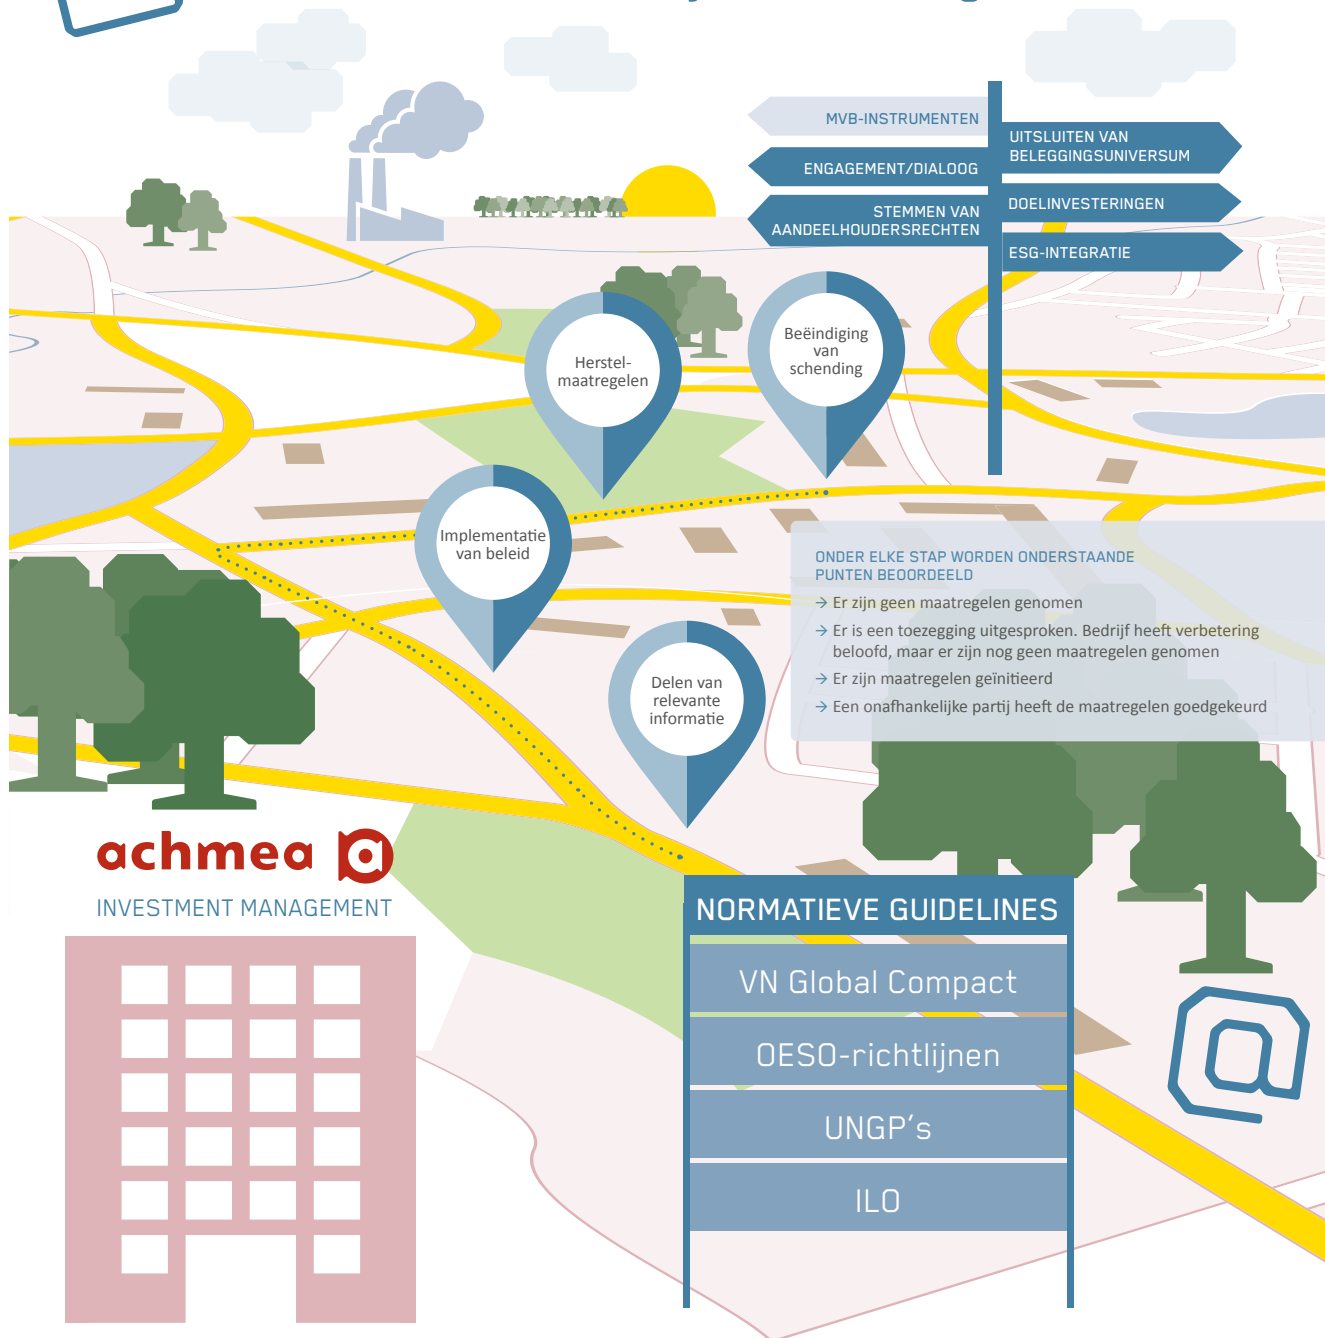 MVB-INSTRUMENTEN
ENGAGEMENT/DIALOOG
STEMMEN VAN
AANDEELHOUDERSRECHTEN
UITSLUITEN VAN
BELEGGINGSUNIVERSUM
DOELINVESTERINGEN
ESG-INTEGRATIE
Beëindiging
van
schending
Herstel-
maatregelen
Implementatie
van beleid
Delen van
relevante
informatie
ONDER ELKE STAP WORDEN ONDERSTAANDE
PUNTEN BEOORDEELD
→ Er zijn geen maatregelen genomen
→ Er is een toezegging uitgesproken. Bedrijf heeft verbetering
beloofd, maar er zijn nog geen maatregelen genomen
→ Er zijn maatregelen geïnitieerd
→ Een onafhankelijke partij heeft de maatregelen goedgekeurd
achmea
INVESTMENT MANAGEMENT
NORMATIEVE GUIDELINES
VN Global Compact
OESO-richtlijnen
UNGP's
ILO
@